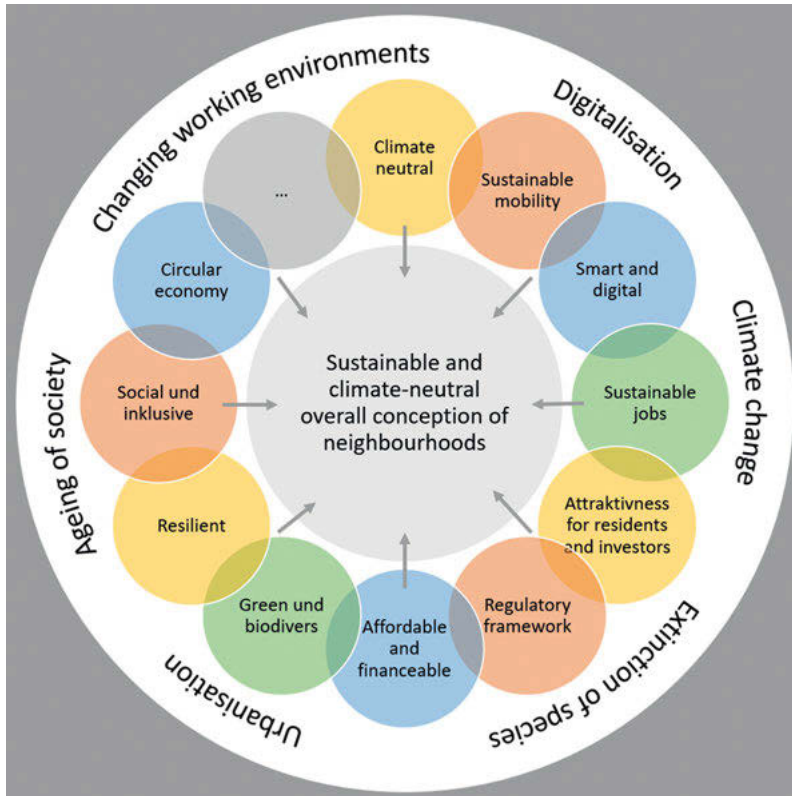 Changing working environments
Digitalisation
Climate change
Extinction of species
Urbanisation
Ageing of society
Climate
neutral
Sustainable
mobility
Smart and
digital
Sustainable
jobs
Attraktivness
for residents
and investors
Regulatory
framework
Affordable
and
financeable
Green und
biodivers
Resilient
Social und
inklusive
Circular
economy
...
Sustainable and
climate-neutral
overall conception of
neighbourhoods